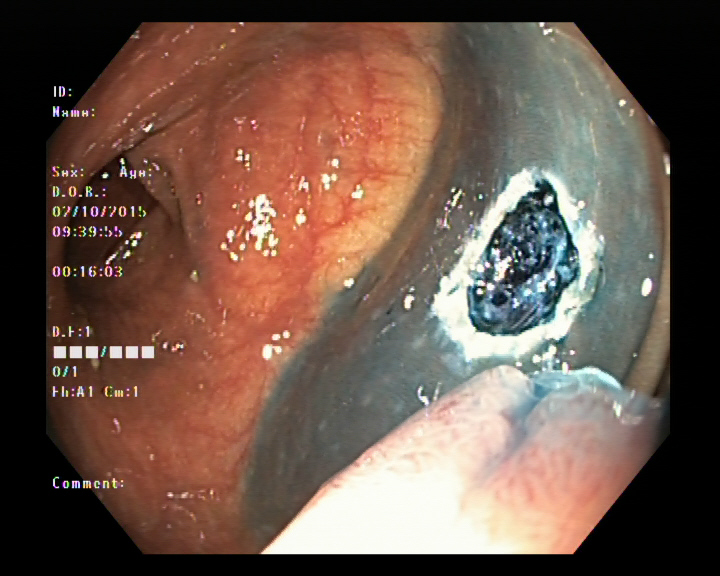 ID:
Name:
Sex: Age:
D.O.B.:
02/10/2015
09:39:55
00:16:03
D.F:1
■■■/■■■
0/1
Eh:A1 Cm:1
Comment: